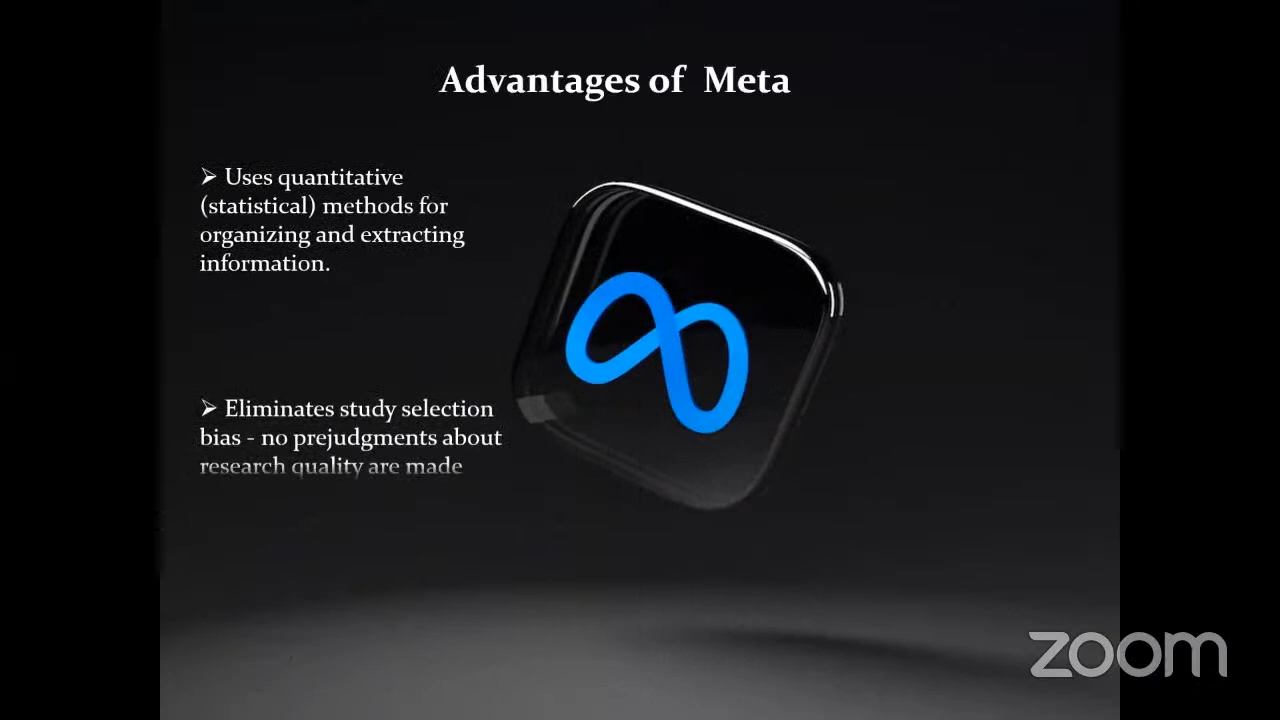 Advantages of Meta
➢ Uses quantitative
(statistical) methods for
organizing and extracting
information.
➢ Eliminates study selection
bias - no prejudgments about
research quality are made
zoom